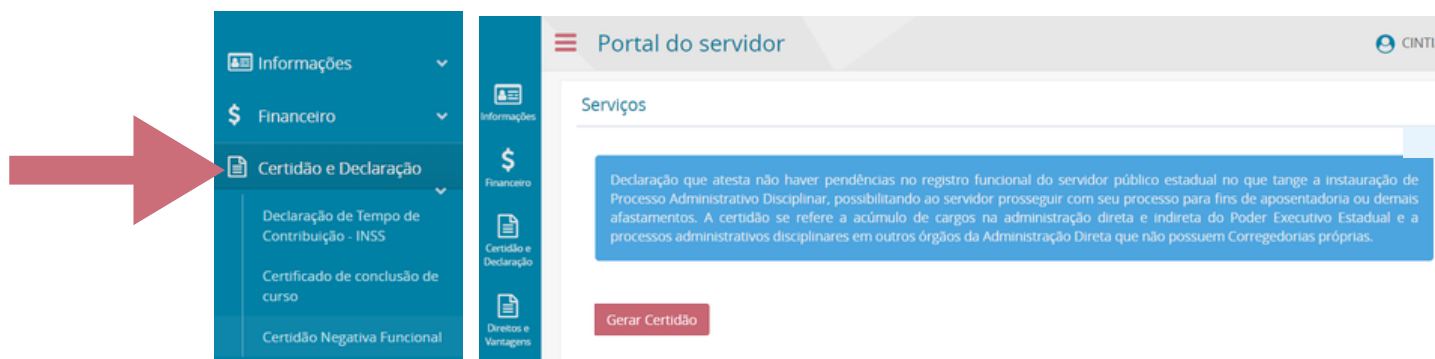 Informações
Financeiro
Certidão e Declaração
Declaração de Tempo de
Contribuição - INSS
Certificado de conclusão de
curso
Certidão Negativa Funcional
Informações
Financeiro
Certidão e
Declaração
Direitos e
Vantagens
Portal do servidor
CINTI
Serviços
Declaração que atesta não haver pendências no registro funcional do servidor público estadual no que tange a instauração de
Processo Administrativo Disciplinar, possibilitando ao servidor prosseguir com seu processo para fins de aposentadoria ou demais
afastamentos. A certidão se refere a acúmulo de cargos na administração direta e indireta do Poder Executivo Estadual e a
processos administrativos disciplinares em outros órgãos da Administração Direta que não possuem Corregedorias próprias.
Gerar Certidão